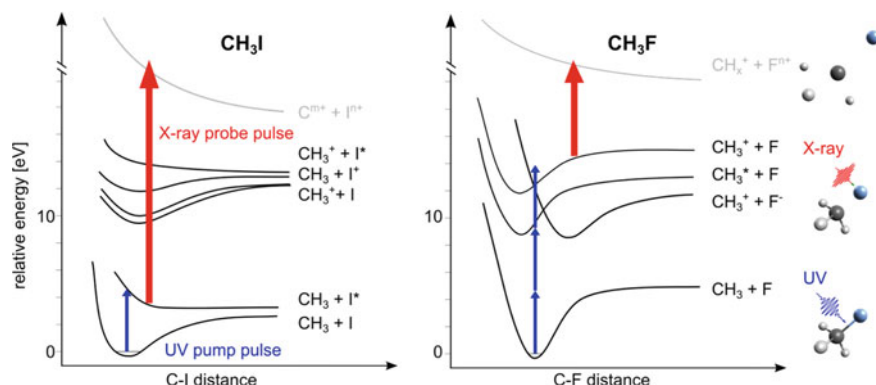 CH₃I
Cᵐ⁺ + Iⁿ⁺
X-ray probe pulse
CH₃⁺ + I*
CH₃ + I⁺
CH₃⁺ + I
CH₃ + I*
CH₃ + I
UV pump pulse
relative energy [eV]
10
0
C-I distance
CH₃F
CHₓ⁺ + Fⁿ⁺
CH₃⁺ + F
CH₃* + F
CH₃⁺ + F⁻
CH₃ + F
10
0
C-F distance
X-ray
UV